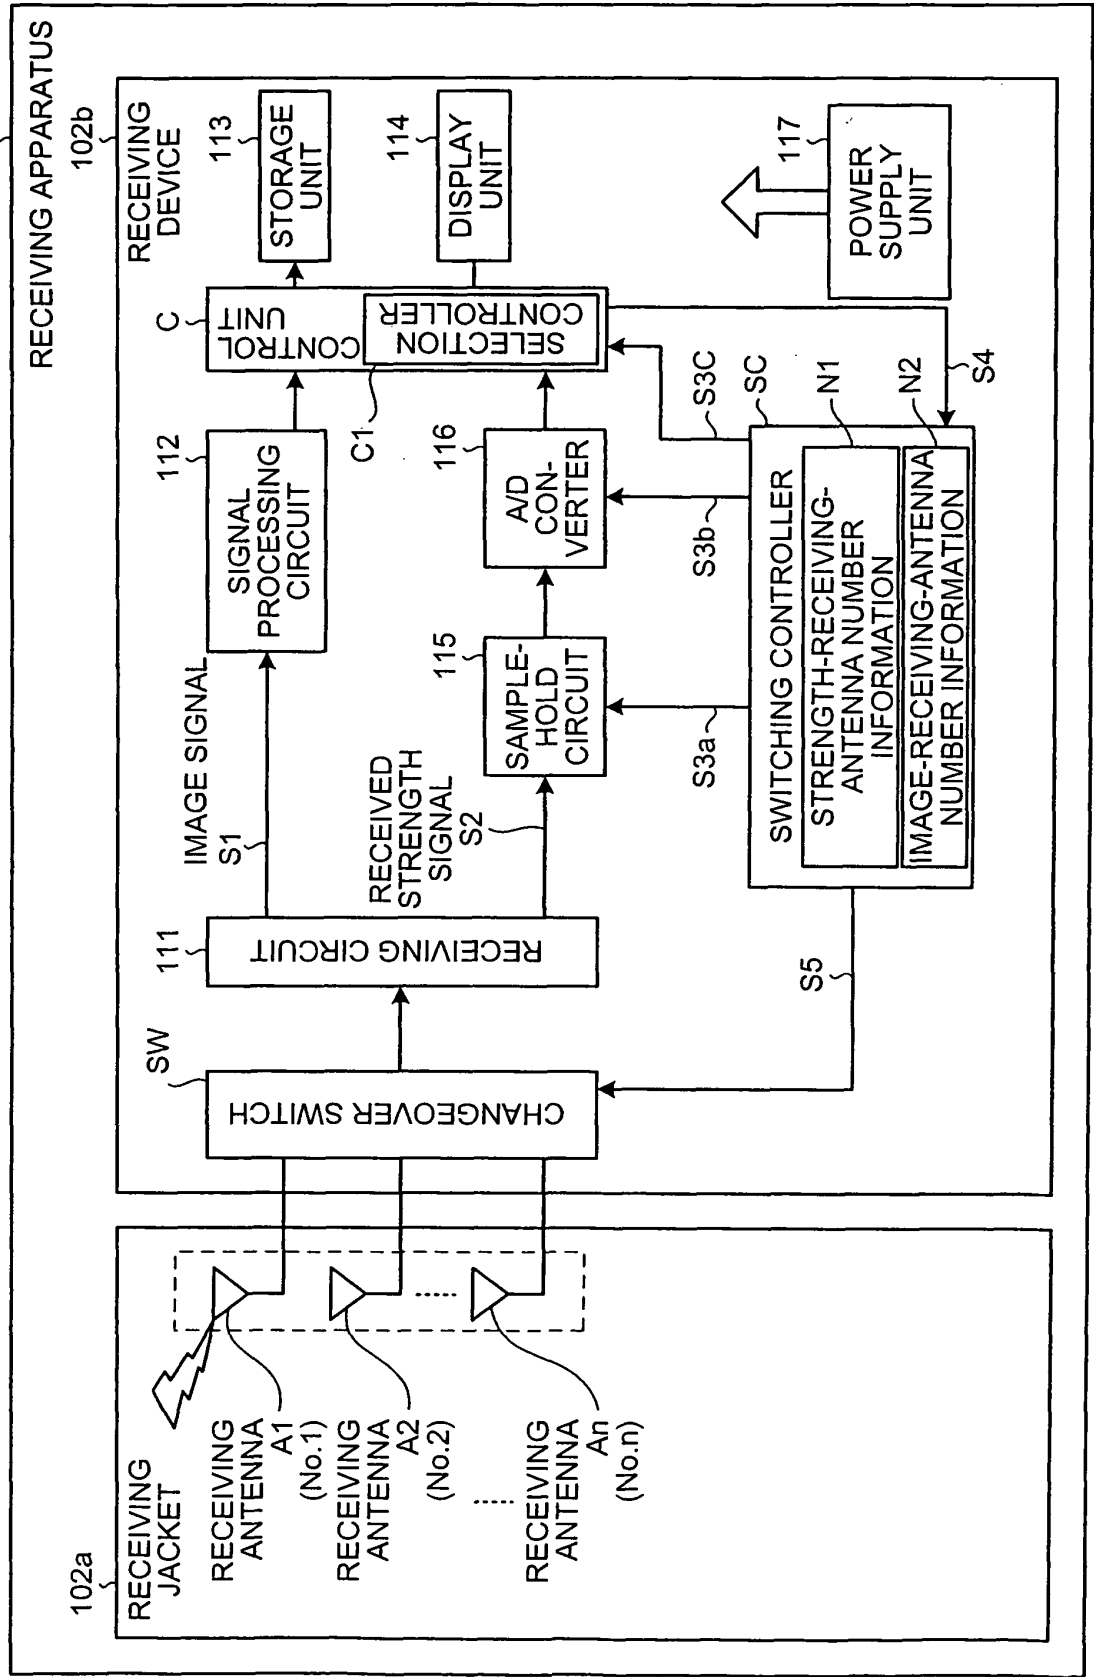 RECEIVING APPARATUS
102a
RECEIVING
JACKET
RECEIVING
ANTENNA
A1
(No.1)
RECEIVING
ANTENNA
A2
(No.2)
......
RECEIVING
ANTENNA
An
(No.n)
......
102b
RECEIVING
DEVICE
SW
CHANGEOVER SWITCH
111
RECEIVING CIRCUIT
IMAGE SIGNAL
S1
RECEIVED
STRENGTH
SIGNAL
S2
112
SIGNAL
PROCESSING
CIRCUIT
115
SAMPLE-
HOLD
CIRCUIT
116
A/D
CON-
VERTER
C
CONTROL
UNIT
C1
SELECTION
CONTROLLER
113
STORAGE
UNIT
114
DISPLAY
UNIT
S3a
S3b
S3C
SC
SWITCHING CONTROLLER
N1
STRENGTH-RECEIVING-
ANTENNA NUMBER
INFORMATION
N2
IMAGE-RECEIVING-ANTENNA
NUMBER INFORMATION
S4
S5
117
POWER
SUPPLY
UNIT